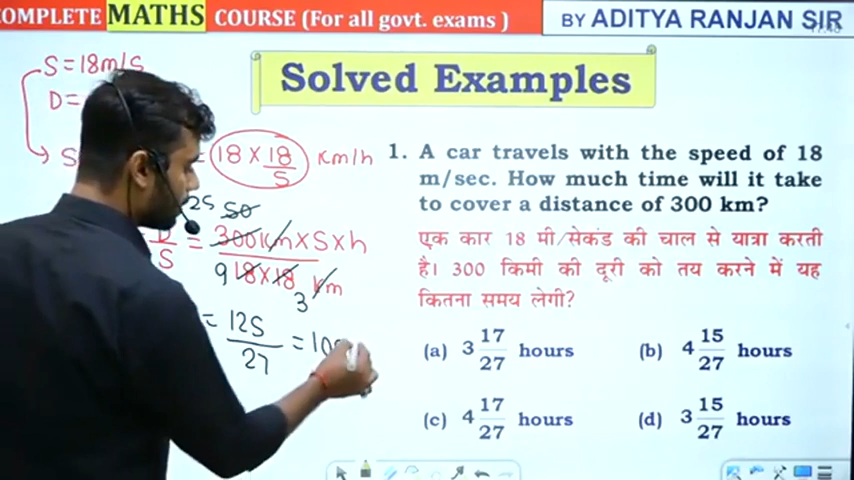 COMPLETE MATHS COURSE (For all govt. exams )
BY ADITYA RANJAN SIR
Solved Examples
S = 18 m/s
D =
S = 18 × 18/5 Km/h
25 50
D/S = 300 Km × 5 × h
9 18 × 18 Km
3
= 125/27 =
1. A car travels with the speed of 18
m/sec. How much time will it take
to cover a distance of 300 km?
एक कार 18 मी/सेकंड की चाल से यात्रा करती
है। 300 किमी की दूरी को तय करने में यह
कितना समय लेगी?
(a) 3 17/27 hours (b) 4 15/27 hours
(c) 4 17/27 hours (d) 3 15/27 hours